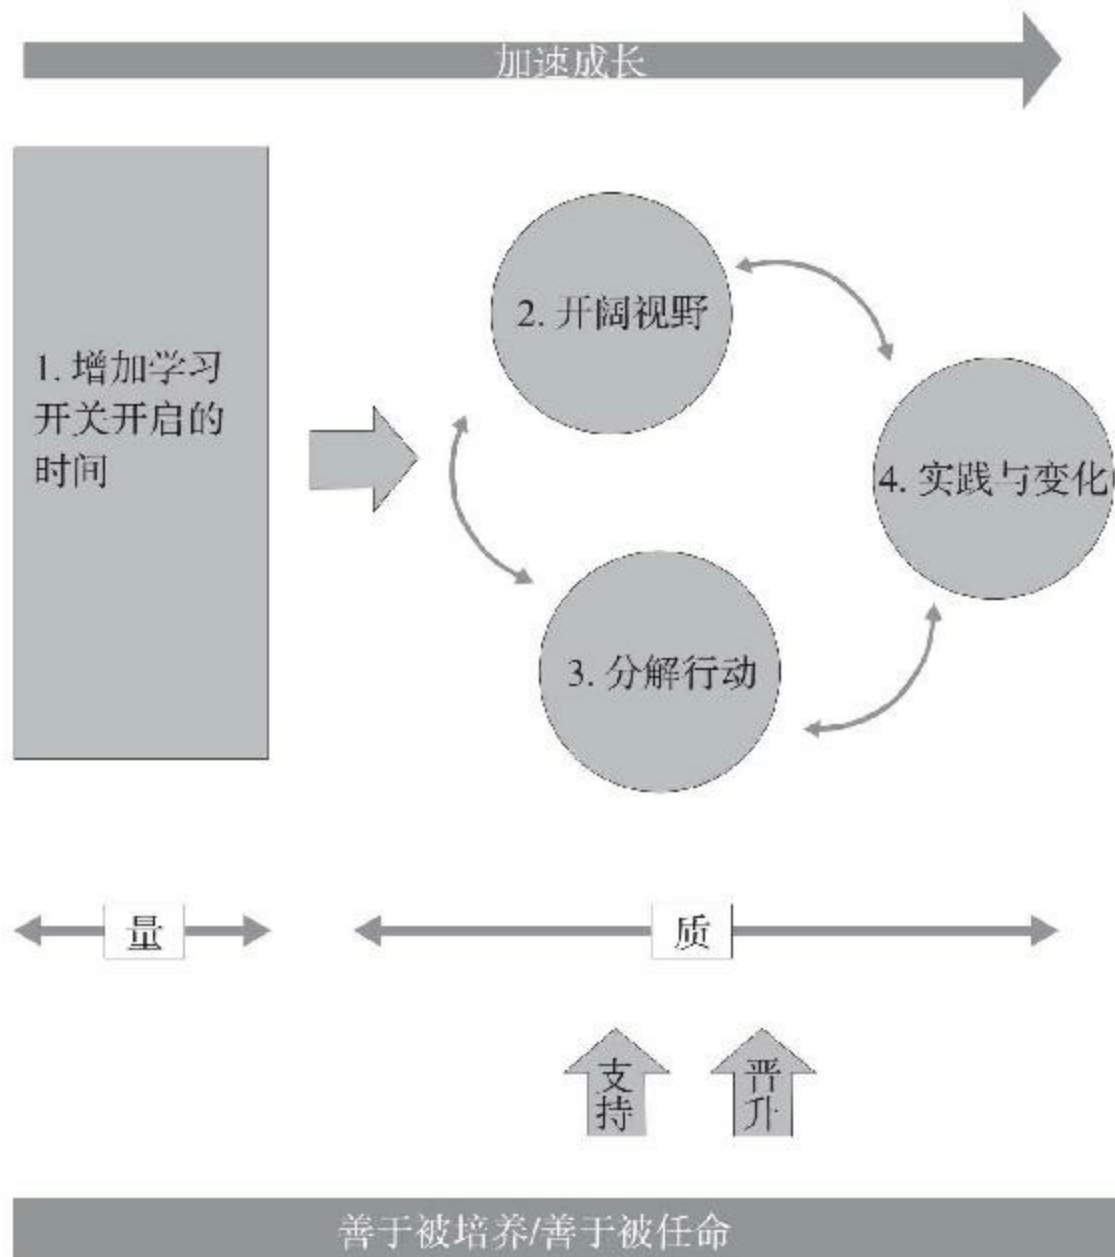 加速成长
1. 增加学习
开关开启的
时间
2. 开阔视野
4. 实践与变化
3. 分解行动
量
质
支
持
晋
升
善于被培养/善于被任命